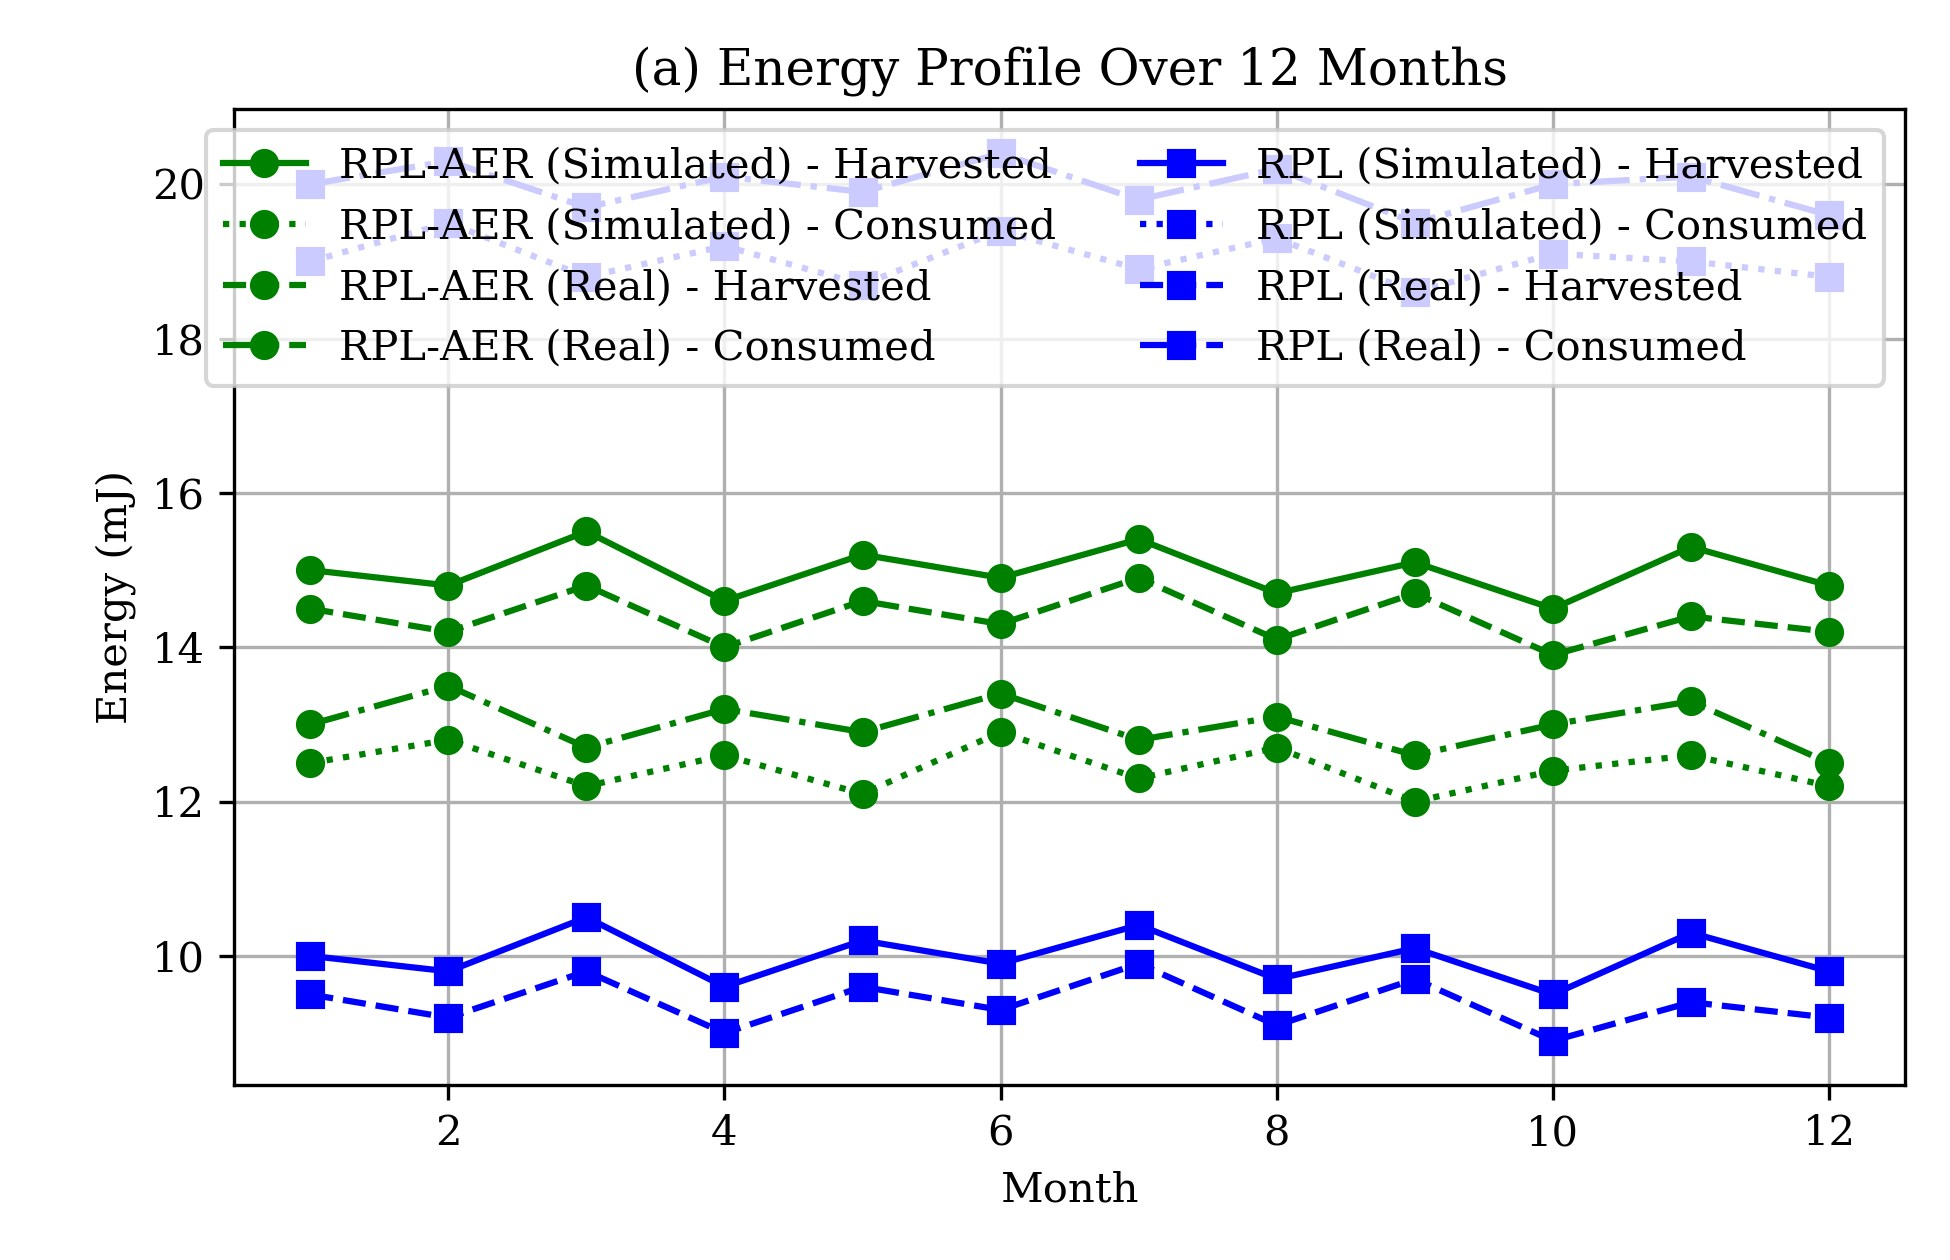 (a) Energy Profile Over 12 Months
RPL-AER (Simulated) - Harvested
RPL-AER (Simulated) - Consumed
RPL-AER (Real) - Harvested
RPL-AER (Real) - Consumed
RPL (Simulated) - Harvested
RPL (Simulated) - Consumed
RPL (Real) - Harvested
RPL (Real) - Consumed
Energy (mJ)
20
18
16
14
12
10
2 4 6 8 10 12
Month